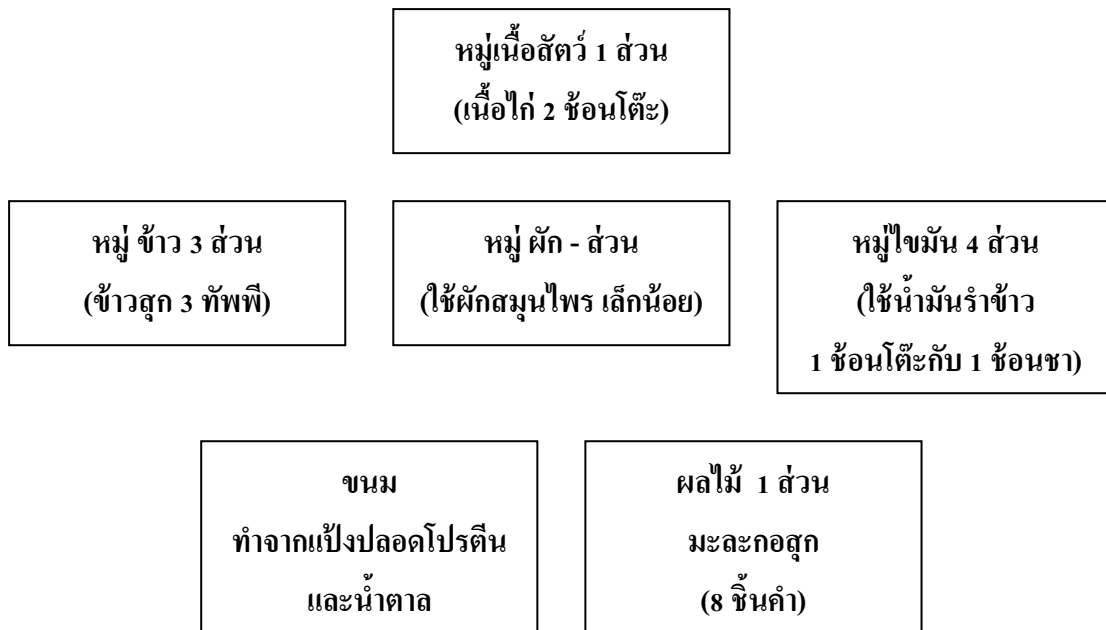 หมู่เนื้อสัตว์ 1 ส่วน
(เนื้อไก่ 2 ช้อนโต๊ะ)
หมู่ ข้าว 3 ส่วน
(ข้าวสุก 3 ทัพพี)
หมู่ ผัก - ส่วน
(ใช้ผักสมุนไพร เล็กน้อย)
หมู่ไขมัน 4 ส่วน
(ใช้น้ำมันรำข้าว
1 ช้อนโต๊ะกับ 1 ช้อนชา)
ขนม
ทำจากแป้งปลอดโปรตีน
และน้ำตาล
ผลไม้ 1 ส่วน
มะละกอสุก
(8 ชิ้นคำ)